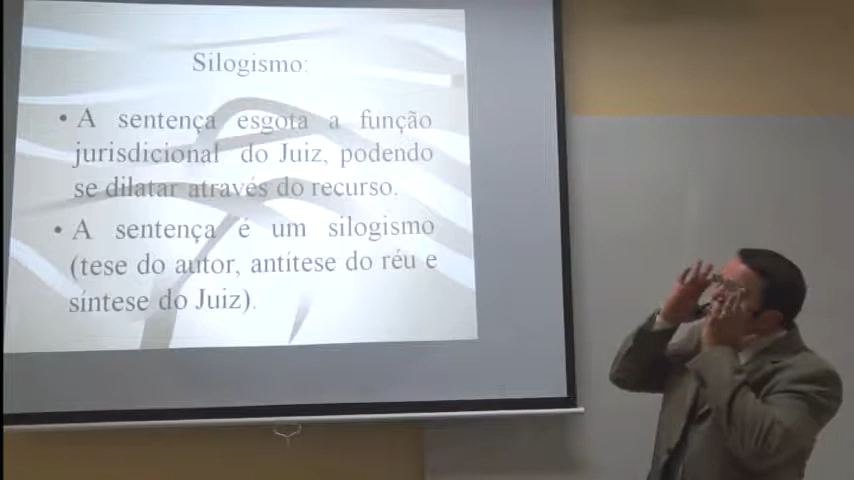 Silogismo:
• A sentença esgota a função
jurisdicional do Juiz, podendo
se dilatar através do recurso.
• A sentença é um silogismo
(tese do autor, antítese do réu e
síntese do Juiz).